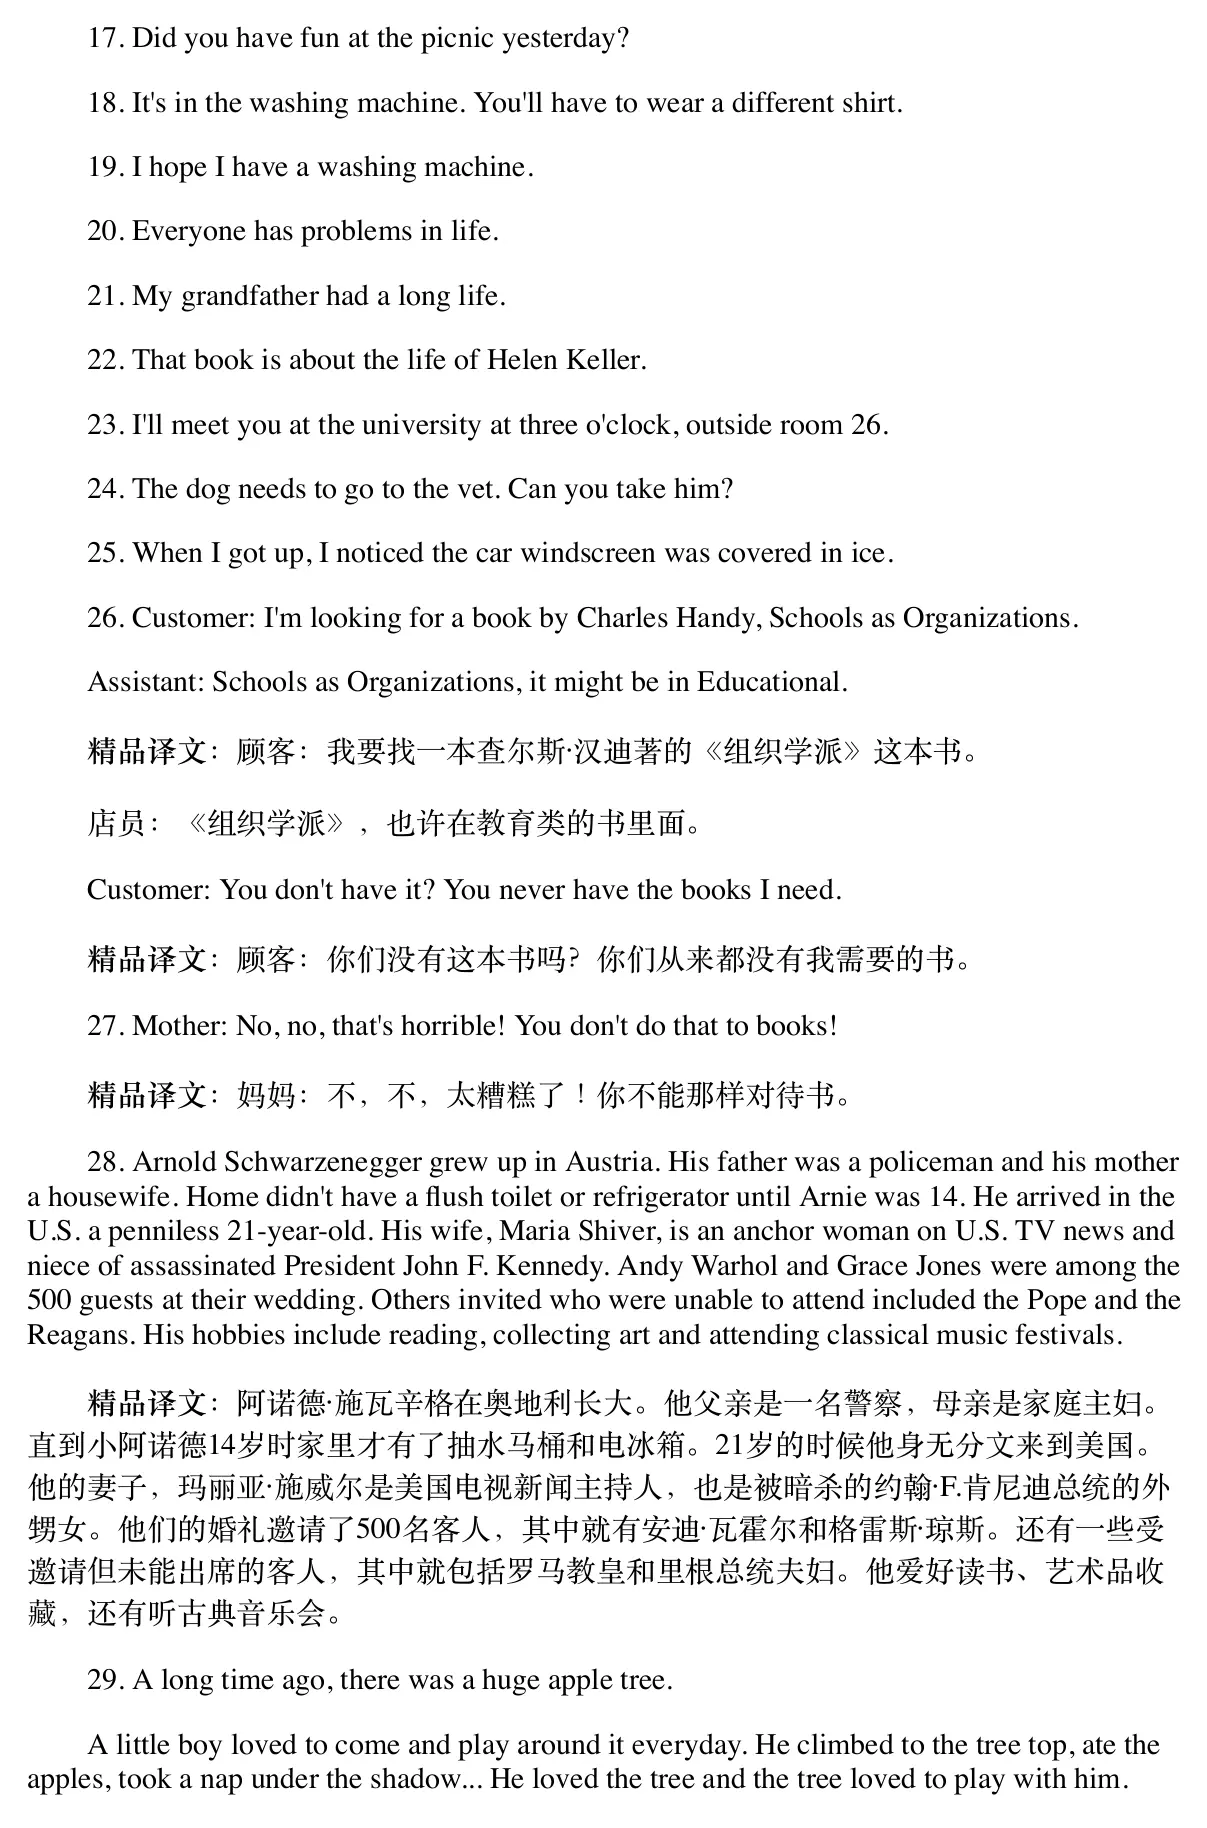 17. Did you have fun at the picnic yesterday?
18. It's in the washing machine. You'll have to wear a different shirt.
19. I hope I have a washing machine.
20. Everyone has problems in life.
21. My grandfather had a long life.
22. That book is about the life of Helen Keller.
23. I'll meet you at the university at three o'clock, outside room 26.
24. The dog needs to go to the vet. Can you take him?
25. When I got up, I noticed the car windscreen was covered in ice.
26. Customer: I'm looking for a book by Charles Handy, Schools as Organizations.
Assistant: Schools as Organizations, it might be in Educational.
精品译文：顾客：我要找一本查尔斯·汉迪著的《组织学派》这本书。
店员：《组织学派》，也许在教育类的书里面。
Customer: You don't have it? You never have the books I need.
精品译文：顾客：你们没有这本书吗？你们从来都没有我需要的书。
27. Mother: No, no, that's horrible! You don't do that to books!
精品译文：妈妈：不，不，太糟糕了！你不能那样对待书。
28. Arnold Schwarzenegger grew up in Austria. His father was a policeman and his mother
a housewife. Home didn't have a flush toilet or refrigerator until Arnie was 14. He arrived in the
U.S. a penniless 21-year-old. His wife, Maria Shiver, is an anchor woman on U.S. TV news and
niece of assassinated President John F. Kennedy. Andy Warhol and Grace Jones were among the
500 guests at their wedding. Others invited who were unable to attend included the Pope and the
Reagans. His hobbies include reading, collecting art and attending classical music festivals.
精品译文：阿诺德·施瓦辛格在奥地利长大。他父亲是一名警察，母亲是家庭主妇。
直到小阿诺德14岁时家里才有了抽水马桶和电冰箱。21岁的时候他身无分文来到美国。
他的妻子，玛丽亚·施威尔是美国电视新闻主持人，也是被暗杀的约翰·F.肯尼迪总统的外
甥女。他们的婚礼邀请了500名客人，其中就有安迪·瓦霍尔和格雷斯·琼斯。还有一些受
邀请但未能出席的客人，其中就包括罗马教皇和里根总统夫妇。他爱好读书、艺术品收
藏，还有听古典音乐会。
29. A long time ago, there was a huge apple tree.
A little boy loved to come and play around it everyday. He climbed to the tree top, ate the
apples, took a nap under the shadow... He loved the tree and the tree loved to play with him.